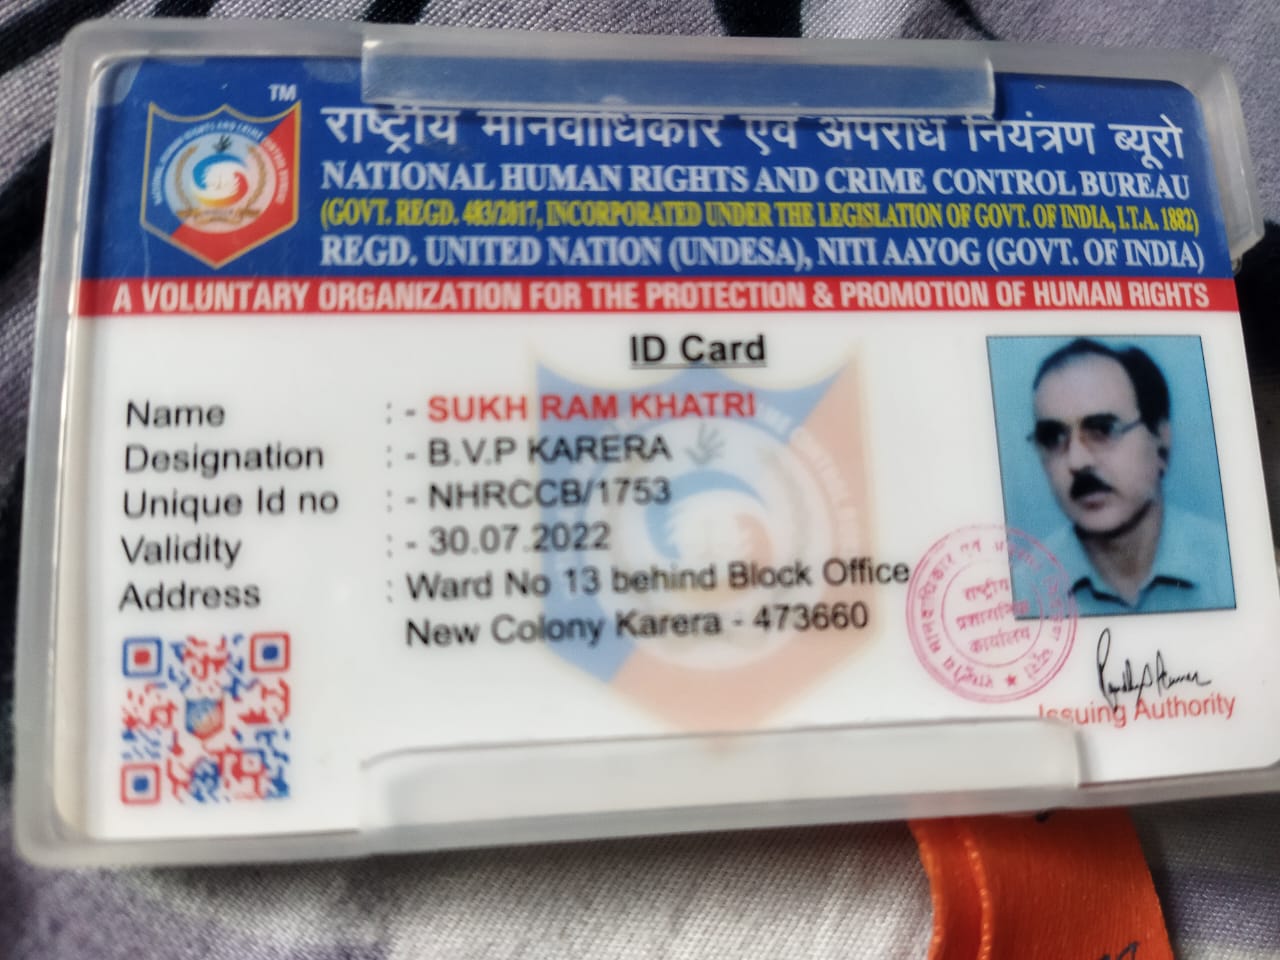 TM
राष्ट्रीय मानवाधिकार एवं अपराध नियंत्रण ब्यूरो
NATIONAL HUMAN RIGHTS AND CRIME CONTROL BUREAU
(GOVT. REGD. 483/2017, INCORPORATED UNDER THE LEGISLATION OF GOVT. OF INDIA, I.T.A. 1882)
REGD. UNITED NATION (UNDESA), NITI AAYOG (GOVT. OF INDIA)
A VOLUNTARY ORGANIZATION FOR THE PROTECTION & PROMOTION OF HUMAN RIGHTS
ID Card
Name : - SUKH RAM KHATRI
Designation : - B.V.P KARERA
Unique Id no : - NHRCCB/1753
Validity : - 30.07.2022
Address : Ward No 13 behind Block Office
New Colony Karera - 473660
राष्ट्रीय
कार्यालय
Issuing Authority